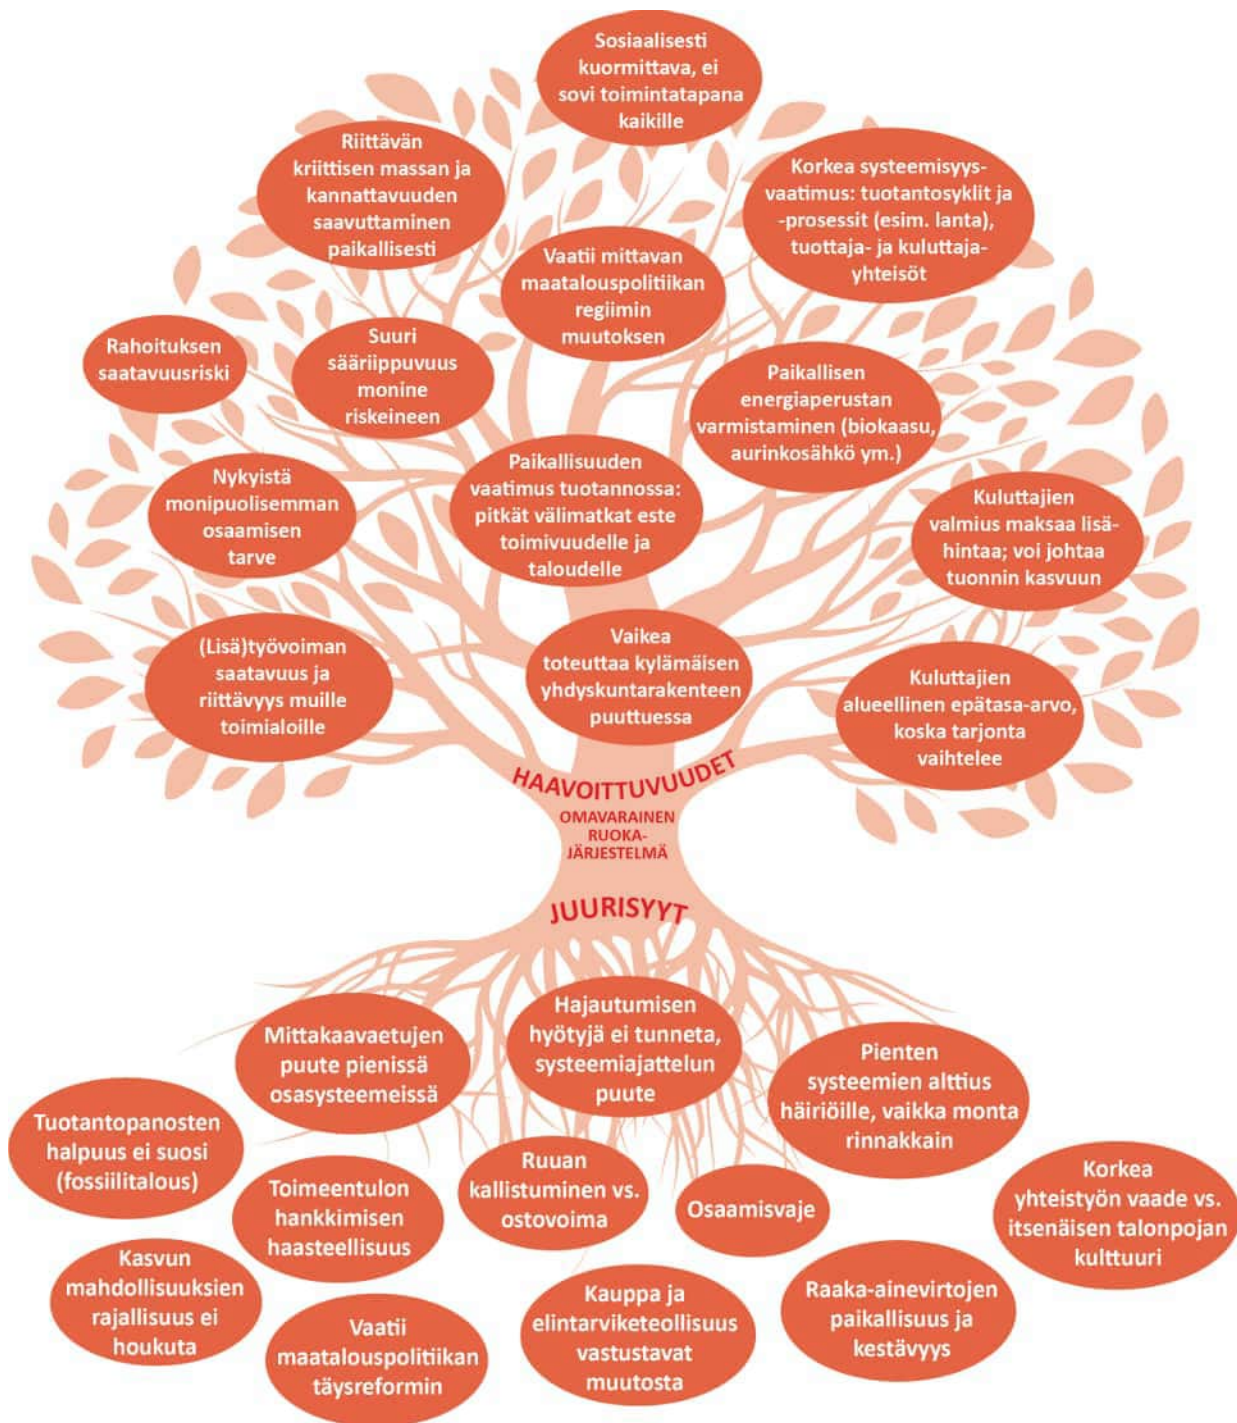 Sosiaalisesti
kuormittava, ei
sovi toimintatapana
kaikille
Riittävän
kriittisen massan ja
kannattavuuden
saavuttaminen
paikallisesti
Korkea systeemisyys-
vaatimus: tuotantosyklit ja
-prosessit (esim. lanta),
tuottaja- ja kuluttaja-
yhteisöt
Vaatii mittavan
maatalouspolitiikan
regiimin
muutoksen
Rahoituksen
saatavuusriski
Suuri
sääriippuvuus
monine
riskeineen
Paikallisen
energiaperustan
varmistaminen (biokaasu,
aurinkosähkö ym.)
Nykyistä
monipuolisemman
osaamisen
tarve
Paikallisuuden
vaatimus tuotannossa:
pitkät välimatkat este
toimivuudelle ja
taloudelle
Kuluttajien
valmius maksaa lisä-
hintaa; voi johtaa
tuonnin kasvuun
(Lisä)työvoiman
saatavuus ja
riittävyys muille
toimialoille
Vaikea
toteuttaa kylämäisen
yhdyskuntarakenteen
puuttuessa
Kuluttajien
alueellinen epätasa-arvo,
koska tarjonta
vaihtelee
HAAVOITTUVUUDET
OMAVARAINEN
RUOKA-
JÄRJESTELMÄ
JUURISYYT
Mittakaavaetujen
puute pienissä
osasysteemeissä
Hajautumisen
hyötyjä ei tunneta,
systeemiajattelun
puute
Pienten
systeemien alttius
häiriöille, vaikka monta
rinnakkain
Tuotantopanosten
halpuus ei suosi
(fossiilitalous)
Toimeentulon
hankkimisen
haasteellisuus
Ruuan
kallistuminen vs.
ostovoima
Osaamisvaje
Korkea
yhteistyön vaade vs.
itsenäisen talonpojan
kulttuuri
Kasvun
mahdollisuuksien
rajallisuus ei
houkuta
Vaatii
maatalouspolitiikan
täysreformin
Kauppa ja
elintarviketeollisuus
vastustavat
muutosta
Raaka-ainevirtojen
paikallisuus ja
kestävyys